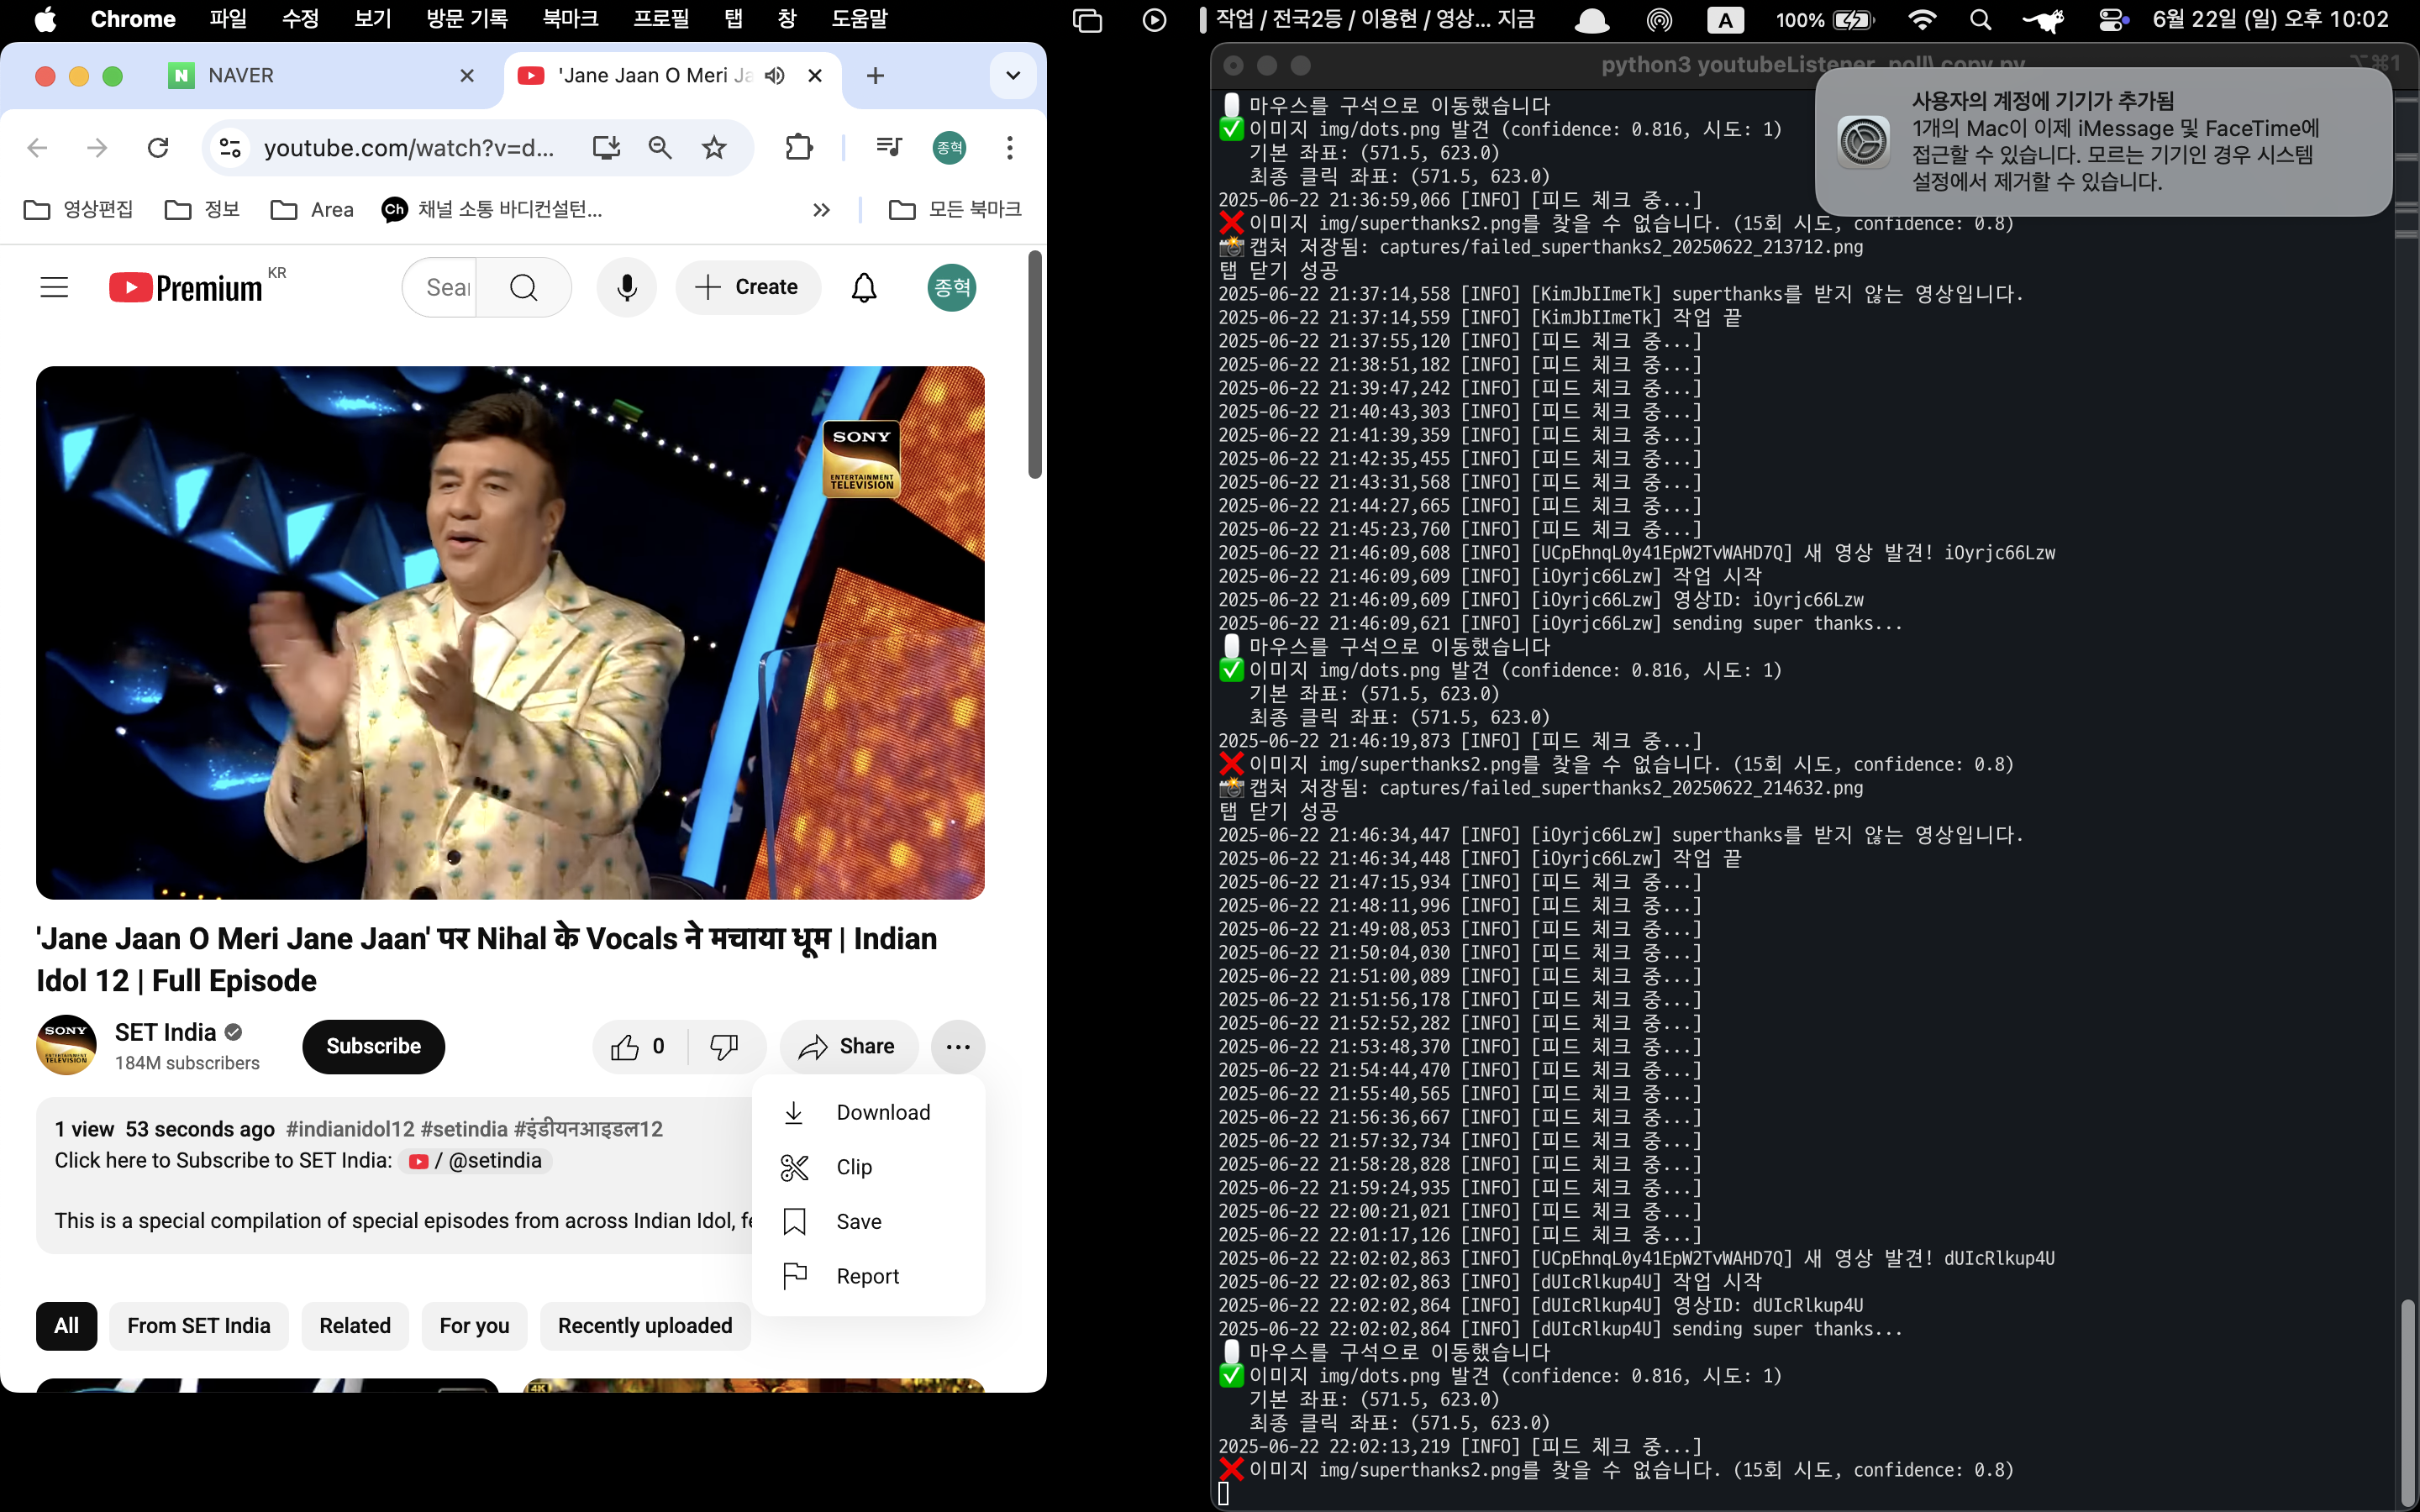 Chrome 파일 수정 보기 방문 기록 북마크 프로필 탭 창 도움말
작업 / 전국2등 / 이용현 / 영상... 지금 A 100% 6월 22일 (일) 오후 10:02
NAVER
'Jane Jaan O Meri Ja
youtube.com/watch?v=d...
종혁
영상편집 정보 Area 채널 소통 바디컨설턴... 모든 북마크
Premium KR
Sear
Create
종혁
SONY
ENTERTAINMENT
TELEVISION
'Jane Jaan O Meri Jane Jaan' पर Nihal के Vocals ने मचाया धूम | Indian
Idol 12 | Full Episode
SET India
184M subscribers
Subscribe
0
Share
Download
Clip
Save
Report
1 view 53 seconds ago #indianidol12 #setindia #इंडीयनआइडल12
Click here to Subscribe to SET India: / @setindia
This is a special compilation of special episodes from across Indian Idol,
All From SET India Related For you Recently uploaded
4K
python3 youtubeListener_poll\ copy.py
⌥⌘1
사용자의 계정에 기기가 추가됨
1개의 Mac이 이제 iMessage 및 FaceTime에
접근할 수 있습니다. 모르는 기기인 경우 시스템
설정에서 제거할 수 있습니다.
마우스를 구석으로 이동했습니다
✅ 이미지 img/dots.png 발견 (confidence: 0.816, 시도: 1)
기본 좌표: (571.5, 623.0)
최종 클릭 좌표: (571.5, 623.0)
2025-06-22 21:36:59,066 [INFO] [피드 체크 중...]
❌ 이미지 img/superthanks2.png를 찾을 수 없습니다. (15회 시도, confidence: 0.8)
📸 캡처 저장됨: captures/failed_superthanks2_20250622_213712.png
탭 닫기 성공
2025-06-22 21:37:14,558 [INFO] [KimJbIImeTk] superthanks를 받지 않는 영상입니다.
2025-06-22 21:37:14,559 [INFO] [KimJbIImeTk] 작업 끝
2025-06-22 21:37:55,120 [INFO] [피드 체크 중...]
2025-06-22 21:38:51,182 [INFO] [피드 체크 중...]
2025-06-22 21:39:47,242 [INFO] [피드 체크 중...]
2025-06-22 21:40:43,303 [INFO] [피드 체크 중...]
2025-06-22 21:41:39,359 [INFO] [피드 체크 중...]
2025-06-22 21:42:35,455 [INFO] [피드 체크 중...]
2025-06-22 21:43:31,568 [INFO] [피드 체크 중...]
2025-06-22 21:44:27,665 [INFO] [피드 체크 중...]
2025-06-22 21:45:23,760 [INFO] [피드 체크 중...]
2025-06-22 21:46:09,608 [INFO] [UCpEhnqL0y41EpW2TvWAHD7Q] 새 영상 발견! iOyrjc66Lzw
2025-06-22 21:46:09,609 [INFO] [iOyrjc66Lzw] 작업 시작
2025-06-22 21:46:09,609 [INFO] [iOyrjc66Lzw] 영상ID: iOyrjc66Lzw
2025-06-22 21:46:09,621 [INFO] [iOyrjc66Lzw] sending super thanks...
마우스를 구석으로 이동했습니다
✅ 이미지 img/dots.png 발견 (confidence: 0.816, 시도: 1)
기본 좌표: (571.5, 623.0)
최종 클릭 좌표: (571.5, 623.0)
2025-06-22 21:46:19,873 [INFO] [피드 체크 중...]
❌ 이미지 img/superthanks2.png를 찾을 수 없습니다. (15회 시도, confidence: 0.8)
📸 캡처 저장됨: captures/failed_superthanks2_20250622_214632.png
탭 닫기 성공
2025-06-22 21:46:34,447 [INFO] [iOyrjc66Lzw] superthanks를 받지 않는 영상입니다.
2025-06-22 21:46:34,448 [INFO] [iOyrjc66Lzw] 작업 끝
2025-06-22 21:47:15,934 [INFO] [피드 체크 중...]
2025-06-22 21:48:11,996 [INFO] [피드 체크 중...]
2025-06-22 21:49:08,053 [INFO] [피드 체크 중...]
2025-06-22 21:50:04,030 [INFO] [피드 체크 중...]
2025-06-22 21:51:00,089 [INFO] [피드 체크 중...]
2025-06-22 21:51:56,178 [INFO] [피드 체크 중...]
2025-06-22 21:52:52,282 [INFO] [피드 체크 중...]
2025-06-22 21:53:48,370 [INFO] [피드 체크 중...]
2025-06-22 21:54:44,470 [INFO] [피드 체크 중...]
2025-06-22 21:55:40,565 [INFO] [피드 체크 중...]
2025-06-22 21:56:36,667 [INFO] [피드 체크 중...]
2025-06-22 21:57:32,734 [INFO] [피드 체크 중...]
2025-06-22 21:58:28,828 [INFO] [피드 체크 중...]
2025-06-22 21:59:24,935 [INFO] [피드 체크 중...]
2025-06-22 22:00:21,021 [INFO] [피드 체크 중...]
2025-06-22 22:01:17,126 [INFO] [피드 체크 중...]
2025-06-22 22:02:02,863 [INFO] [UCpEhnqL0y41EpW2TvWAHD7Q] 새 영상 발견! dUIcRlkup4U
2025-06-22 22:02:02,863 [INFO] [dUIcRlkup4U] 작업 시작
2025-06-22 22:02:02,864 [INFO] [dUIcRlkup4U] 영상ID: dUIcRlkup4U
2025-06-22 22:02:02,864 [INFO] [dUIcRlkup4U] sending super thanks...
마우스를 구석으로 이동했습니다
✅ 이미지 img/dots.png 발견 (confidence: 0.816, 시도: 1)
기본 좌표: (571.5, 623.0)
최종 클릭 좌표: (571.5, 623.0)
2025-06-22 22:02:13,219 [INFO] [피드 체크 중...]
❌ 이미지 img/superthanks2.png를 찾을 수 없습니다. (15회 시도, confidence: 0.8)